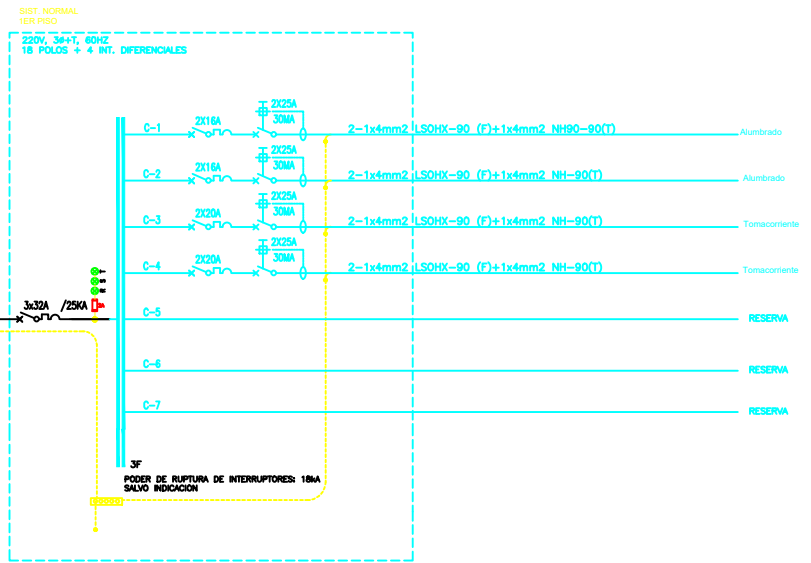 SIST. NORMAL
1ER PISO
220V, 3Ø+T, 60HZ
18 POLOS + 4 INT. DIFERENCIALES
C-1 2X16A 2X25A 30MA 2-1x4mm2 LSOHX-90 (F)+1x4mm2 NH90-90(T) Alumbrado
C-2 2X16A 2X25A 30MA 2-1x4mm2 LSOHX-90 (F)+1x4mm2 NH-90(T) Alumbrado
C-3 2X20A 2X25A 30MA 2-1x4mm2 LSOHX-90 (F)+1x4mm2 NH-90(T) Tomacorriente
C-4 2X20A 2X25A 30MA 2-1x4mm2 LSOHX-90 (F)+1x4mm2 NH-90(T) Tomacorriente
T
S
R
3x32A /25KA
C-5 RESERVA
C-6 RESERVA
C-7 RESERVA
3F
PODER DE RUPTURA DE INTERRUPTORES: 18kA
SALVO INDICACION